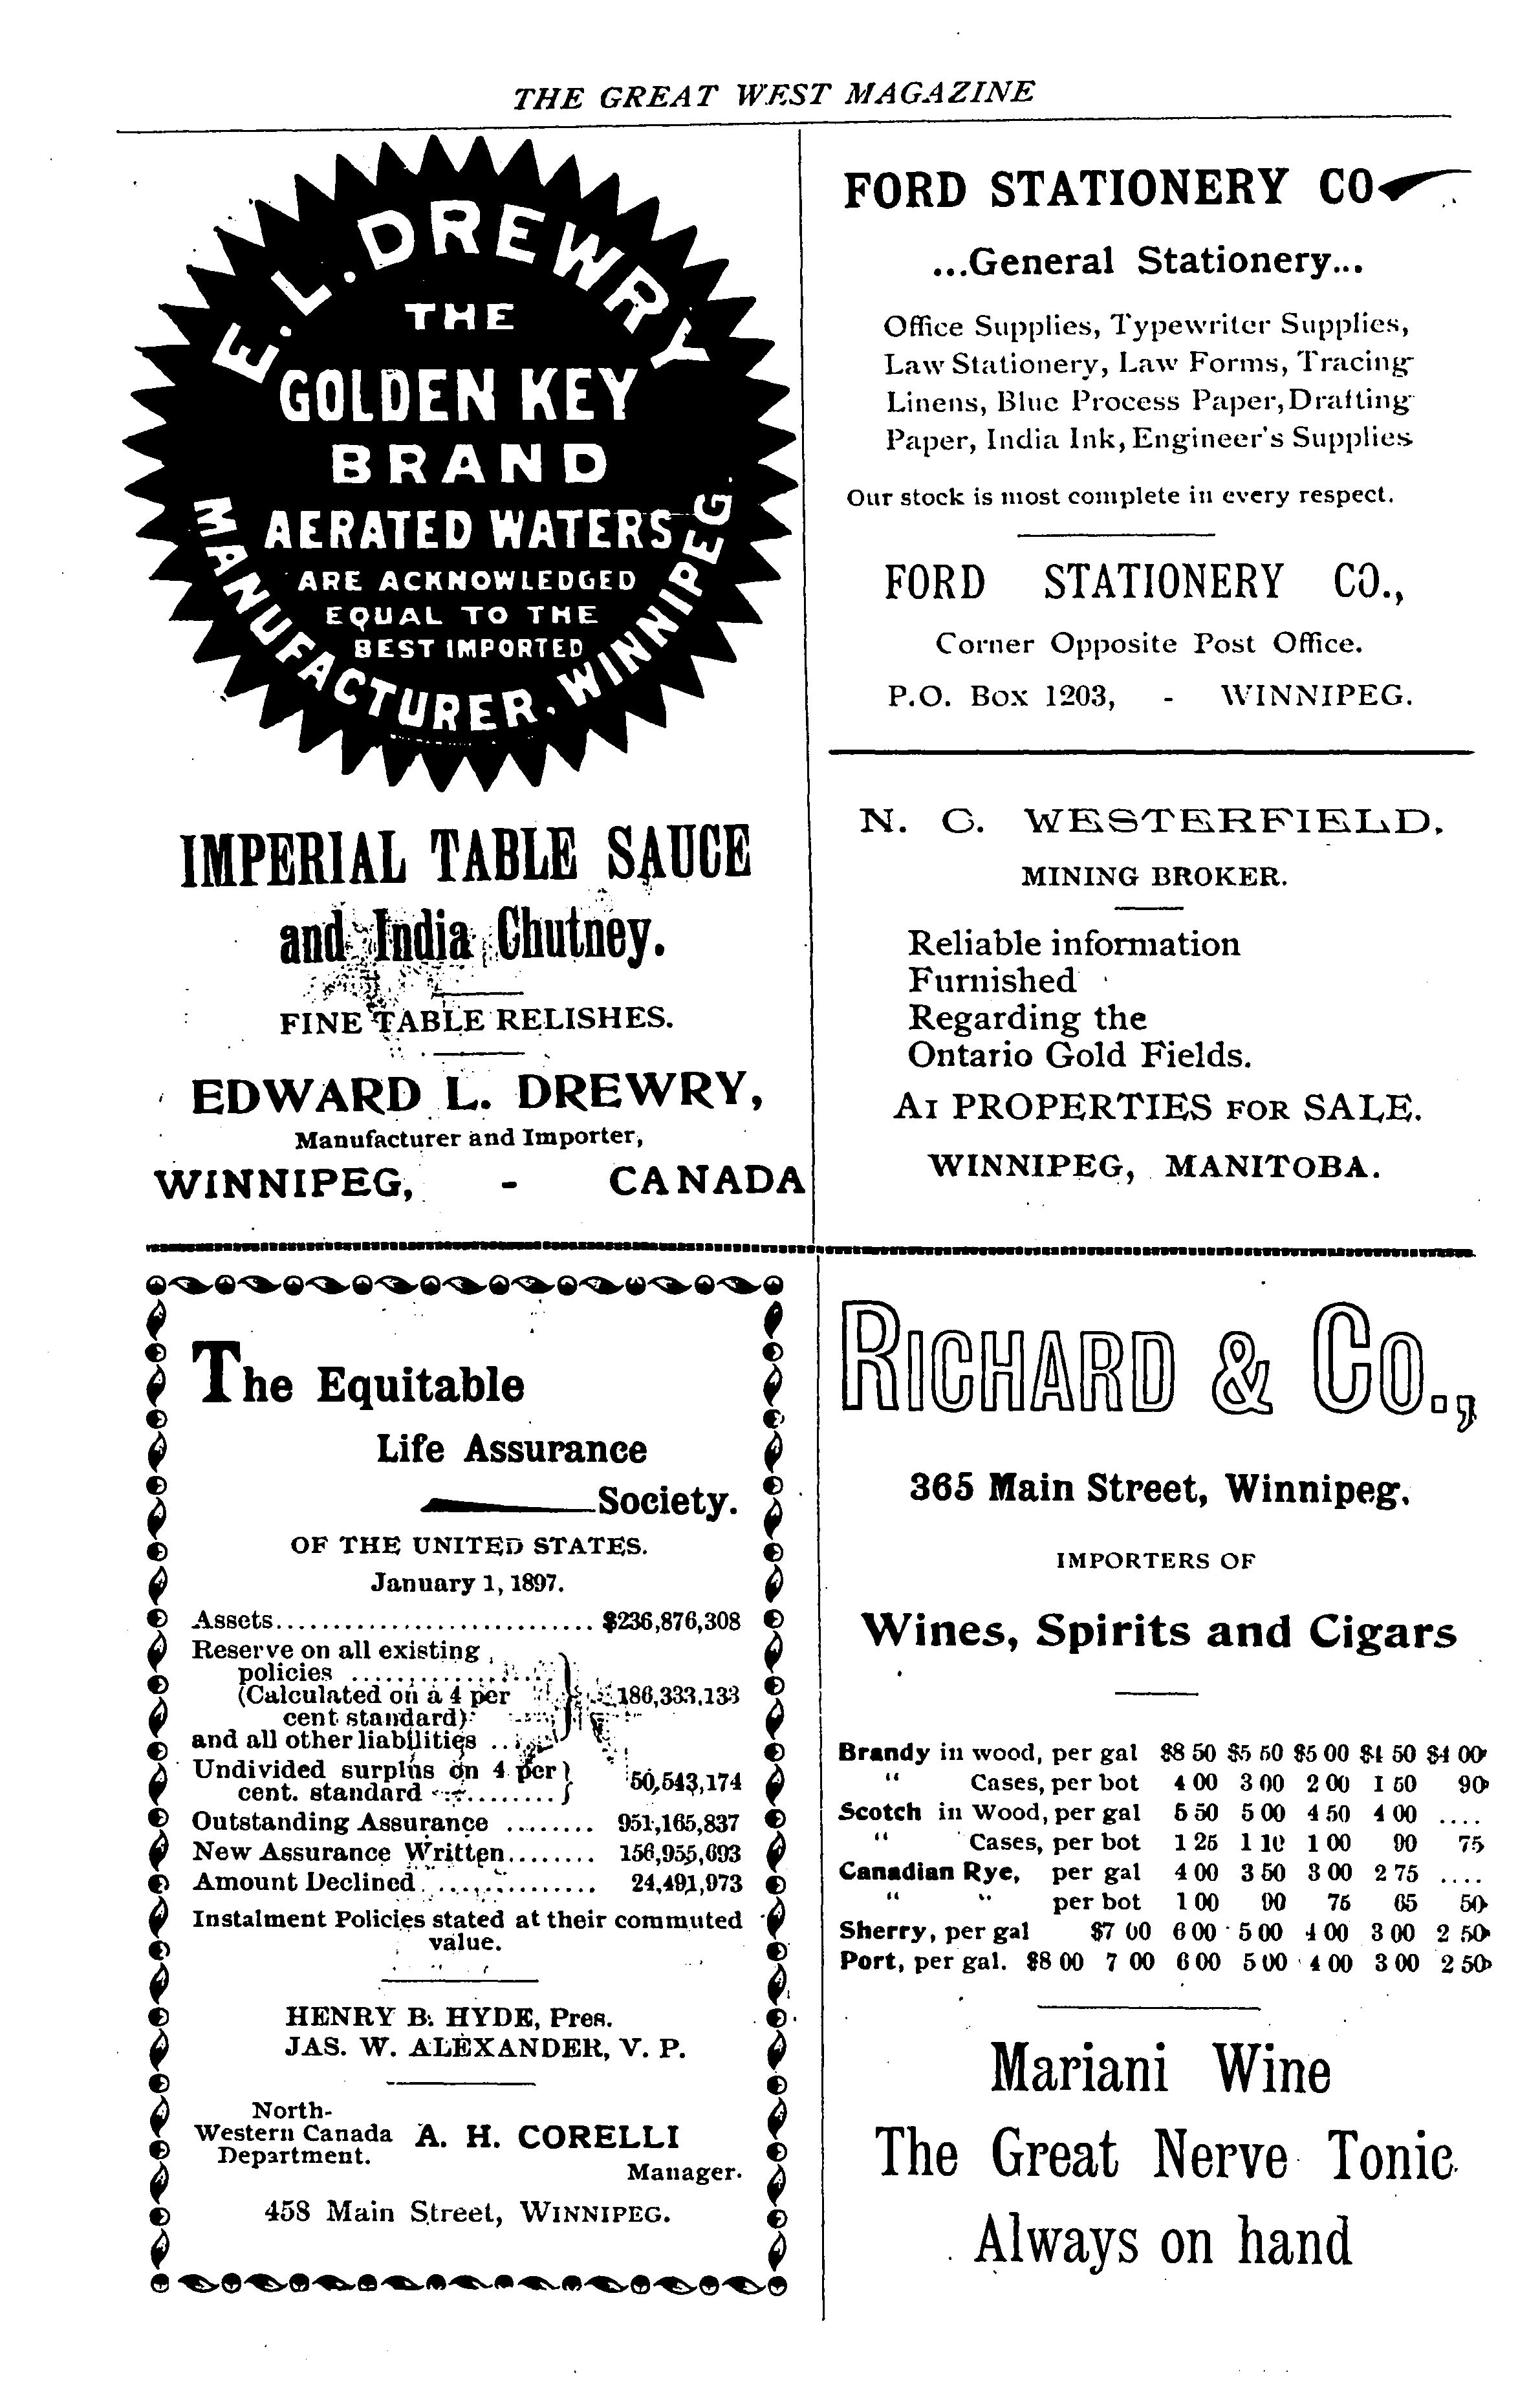 THE GREAT WEST MAGAZINE
E. L. DREWRY
THE
GOLDEN KEY
BRAND
AERATED WATERS
ARE ACKNOWLEDGED
EQUAL TO THE
BEST IMPORTED
MANUFACTURER. WINNIPEG.
IMPERIAL TABLE SAUCE
and India Chutney.
FINE TABLE RELISHES.
EDWARD L. DREWRY,
Manufacturer and Importer,
WINNIPEG, - CANADA
FORD STATIONERY CO
...General Stationery...
Office Supplies, Typewriter Supplies,
Law Stationery, Law Forms, Tracing
Linens, Blue Process Paper, Drafting
Paper, India Ink, Engineer's Supplies
Our stock is most complete in every respect.
FORD STATIONERY CO.,
Corner Opposite Post Office.
P.O. Box 1203, - WINNIPEG.
N. C. WESTERFIELD,
MINING BROKER.
Reliable information
Furnished
Regarding the
Ontario Gold Fields.
A1 PROPERTIES FOR SALE.
WINNIPEG, MANITOBA.
The Equitable
Life Assurance
Society.
OF THE UNITED STATES.
January 1, 1897.
Assets............................ $236,876,308
Reserve on all existing
policies ..................
(Calculated on a 4 per 186,333,133
cent standard)
and all other liabilities ..
Undivided surplus on 4 per
cent. standard .......... 50,543,174
Outstanding Assurance ........ 951,165,837
New Assurance Written........ 156,955,693
Amount Declined .............. 24,491,973
Instalment Policies stated at their commuted
value.
HENRY B. HYDE, Pres.
JAS. W. ALEXANDER, V. P.
North-
Western Canada A. H. CORELLI
Department.
Manager.
458 Main Street, WINNIPEG.
RICHARD & CO.,
365 Main Street, Winnipeg.
IMPORTERS OF
Wines, Spirits and Cigars
Brandy in wood, per gal $8 50 $5 50 $5 00 $4 50 $4 00
" Cases, per bot 4 00 3 00 2 00 1 50 90
Scotch in Wood, per gal 5 50 5 00 4 50 4 00 ....
" Cases, per bot 1 25 1 10 1 00 90 75
Canadian Rye, per gal 4 00 3 50 3 00 2 75 ....
" " per bot 1 00 90 75 65 50
Sherry, per gal $7 00 6 00 5 00 4 00 3 00 2 50
Port, per gal. $8 00 7 00 6 00 5 00 4 00 3 00 2 50
Mariani Wine
The Great Nerve Tonic
Always on hand